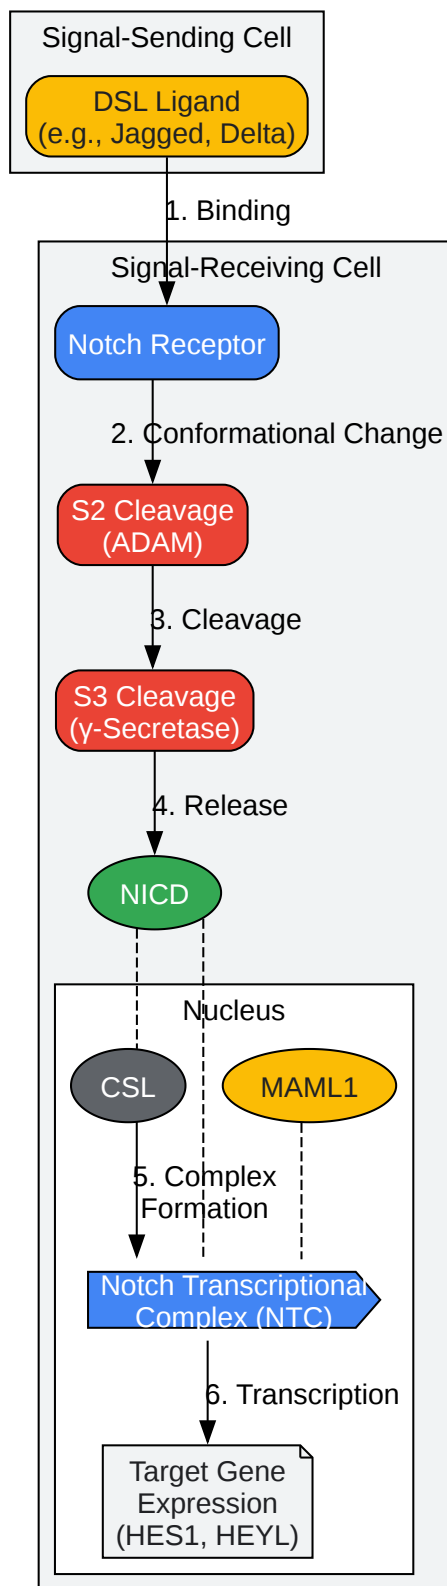 Signal-Sending Cell
DSL Ligand
(e.g., Jagged, Delta)
1. Binding
Signal-Receiving Cell
Notch Receptor
2. Conformational Change
S2 Cleavage
(ADAM)
3. Cleavage
S3 Cleavage
(γ-Secretase)
4. Release
NICD
Nucleus
CSL
MAML1
5. Complex
Formation
Notch Transcriptional
Complex (NTC)
6. Transcription
Target Gene
Expression
(HES1, HEYL)